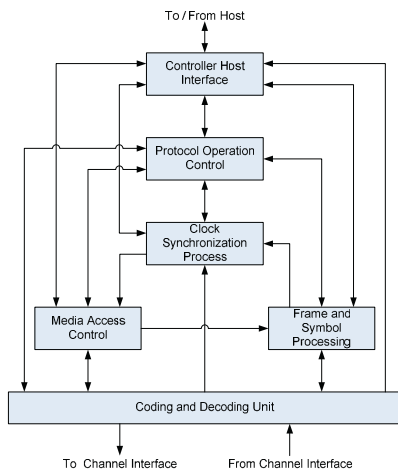 To / From Host
Controller Host
Interface
Protocol Operation
Control
Clock
Synchronization
Process
Media Access
Control
Frame and
Symbol
Processing
Coding and Decoding Unit
To Channel Interface
From Channel Interface